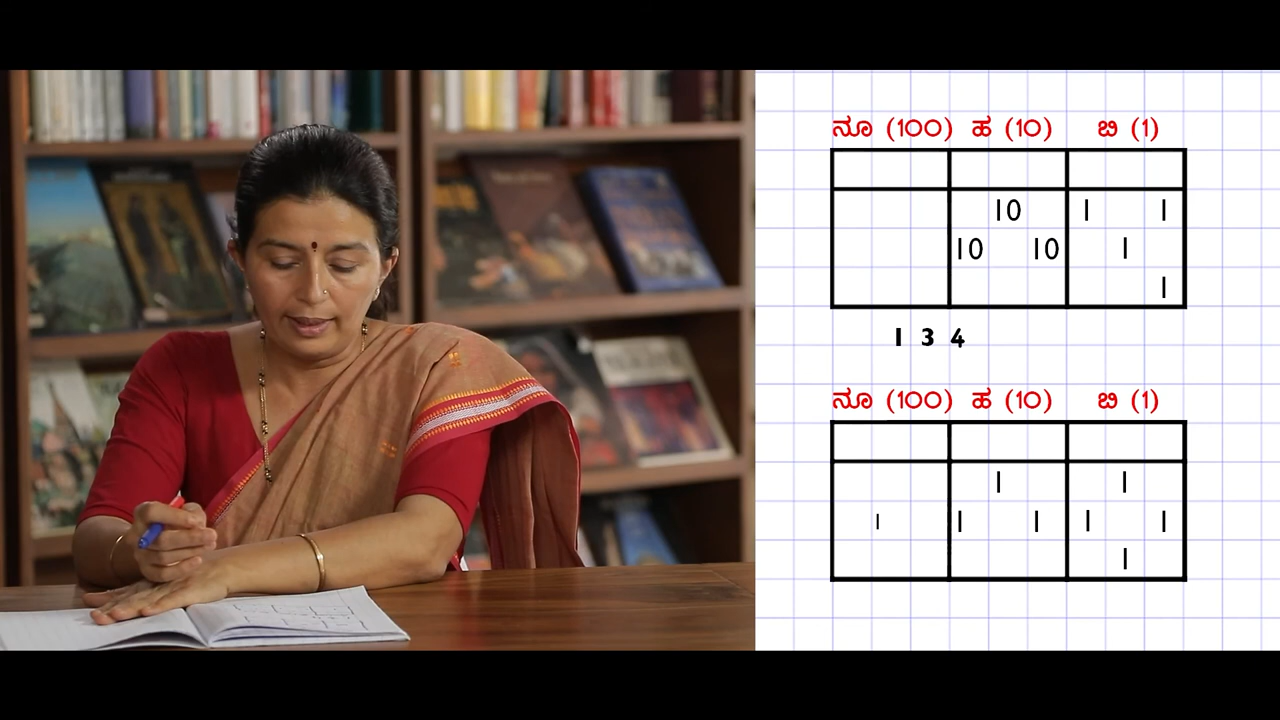 ನೂ (100) ಹ (10) ಬಿ (1)
10 1 1
10 10 1
1
1 3 4
ನೂ (100) ಹ (10) ಬಿ (1)
1 1
1 1 1 1 1
1